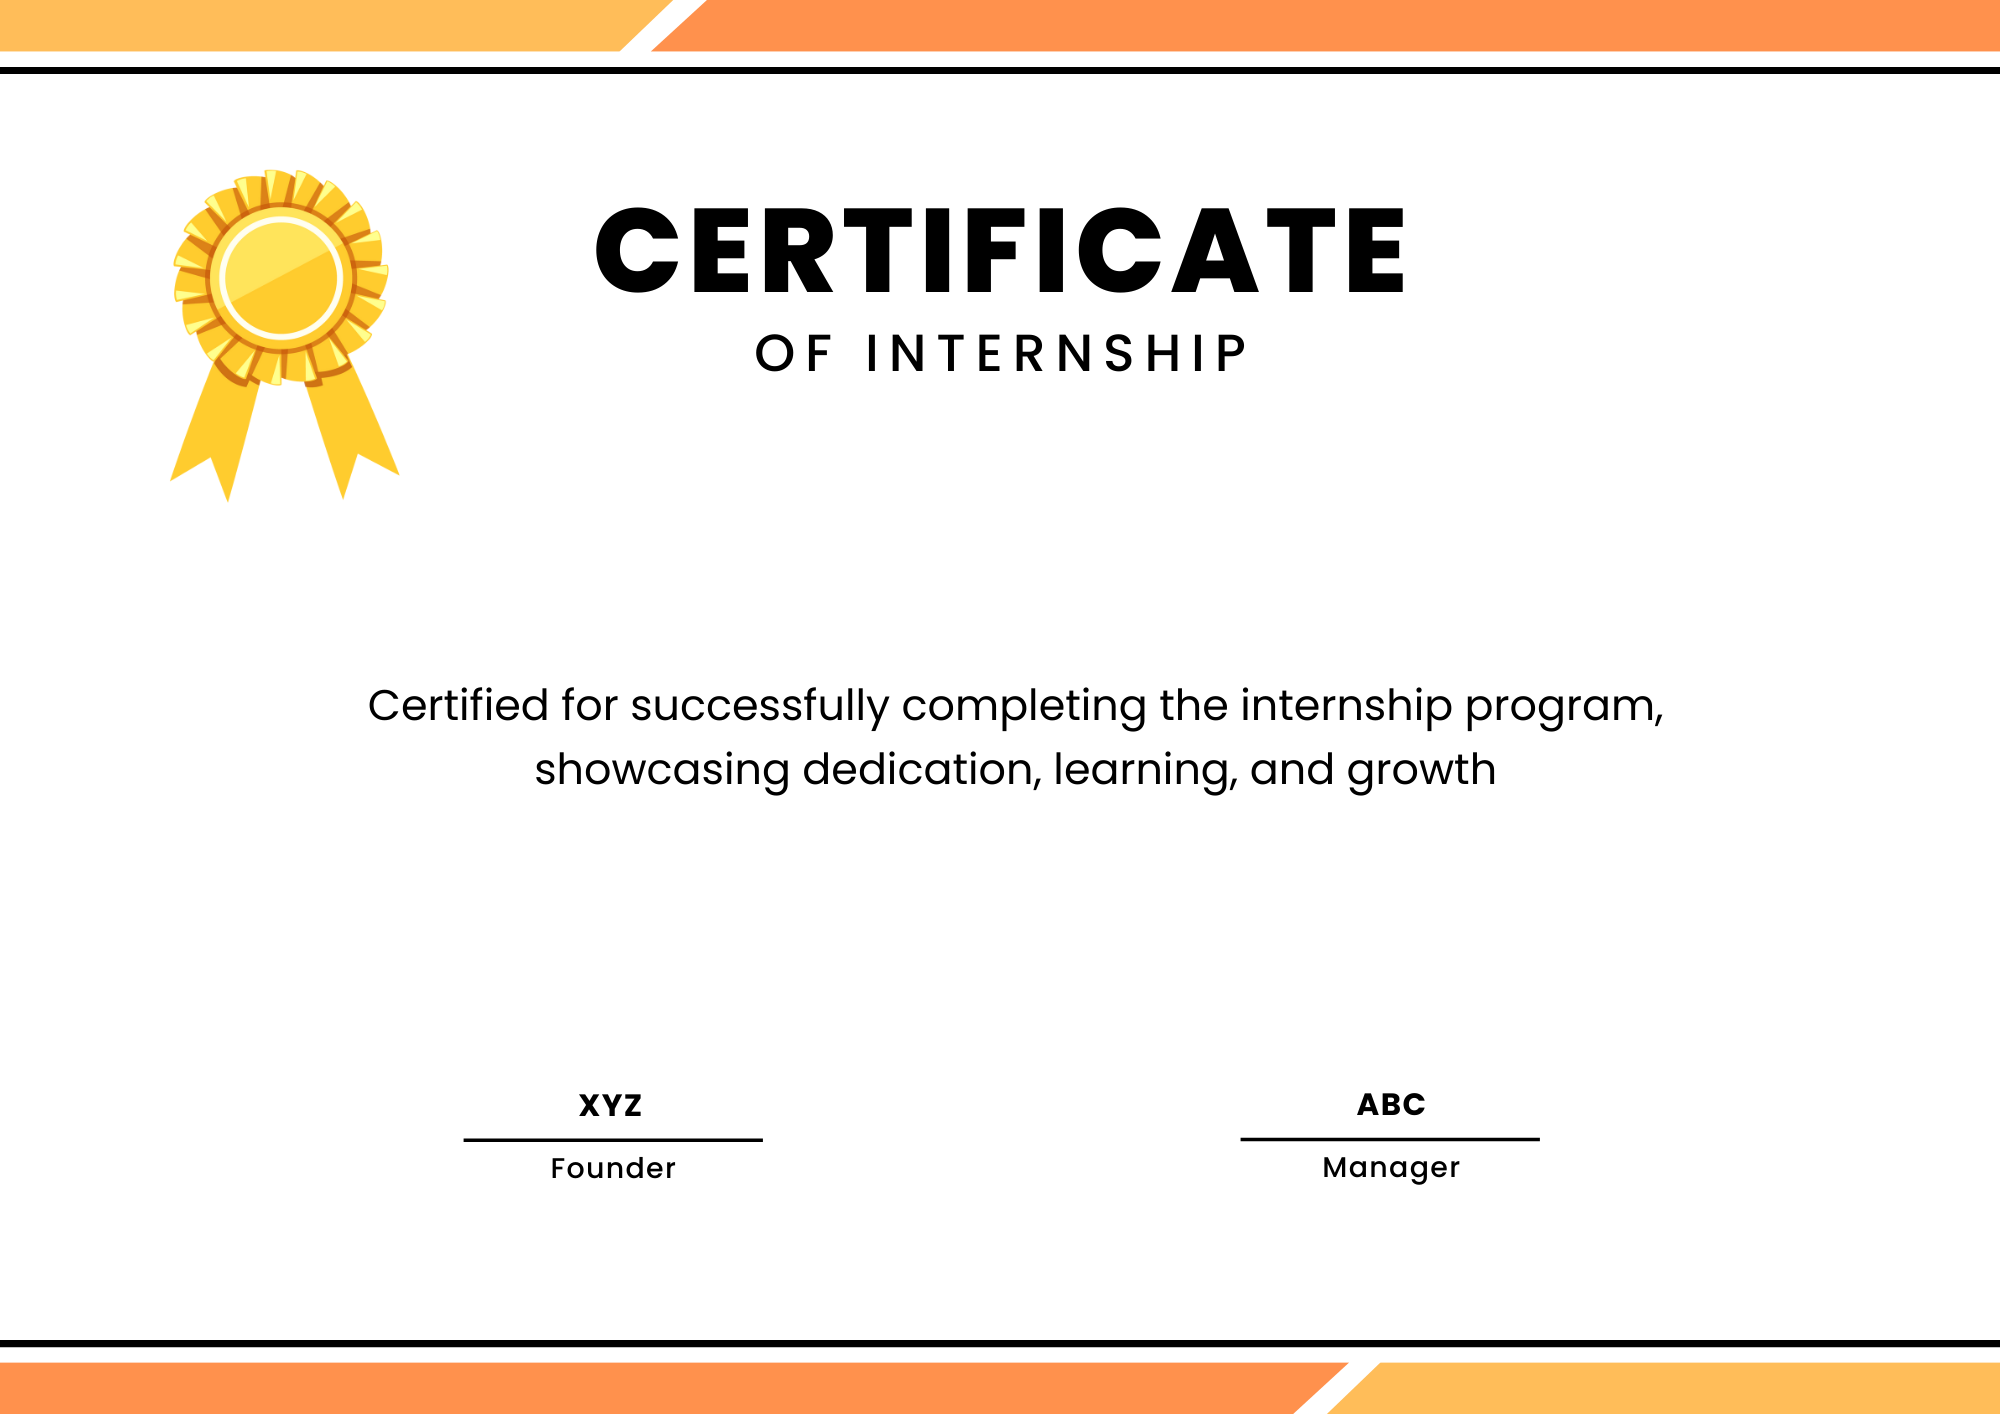 CERTIFICATE
OF INTERNSHIP
Certified for successfully completing the internship program,
showcasing dedication, learning, and growth
XYZ
Founder
ABC
Manager